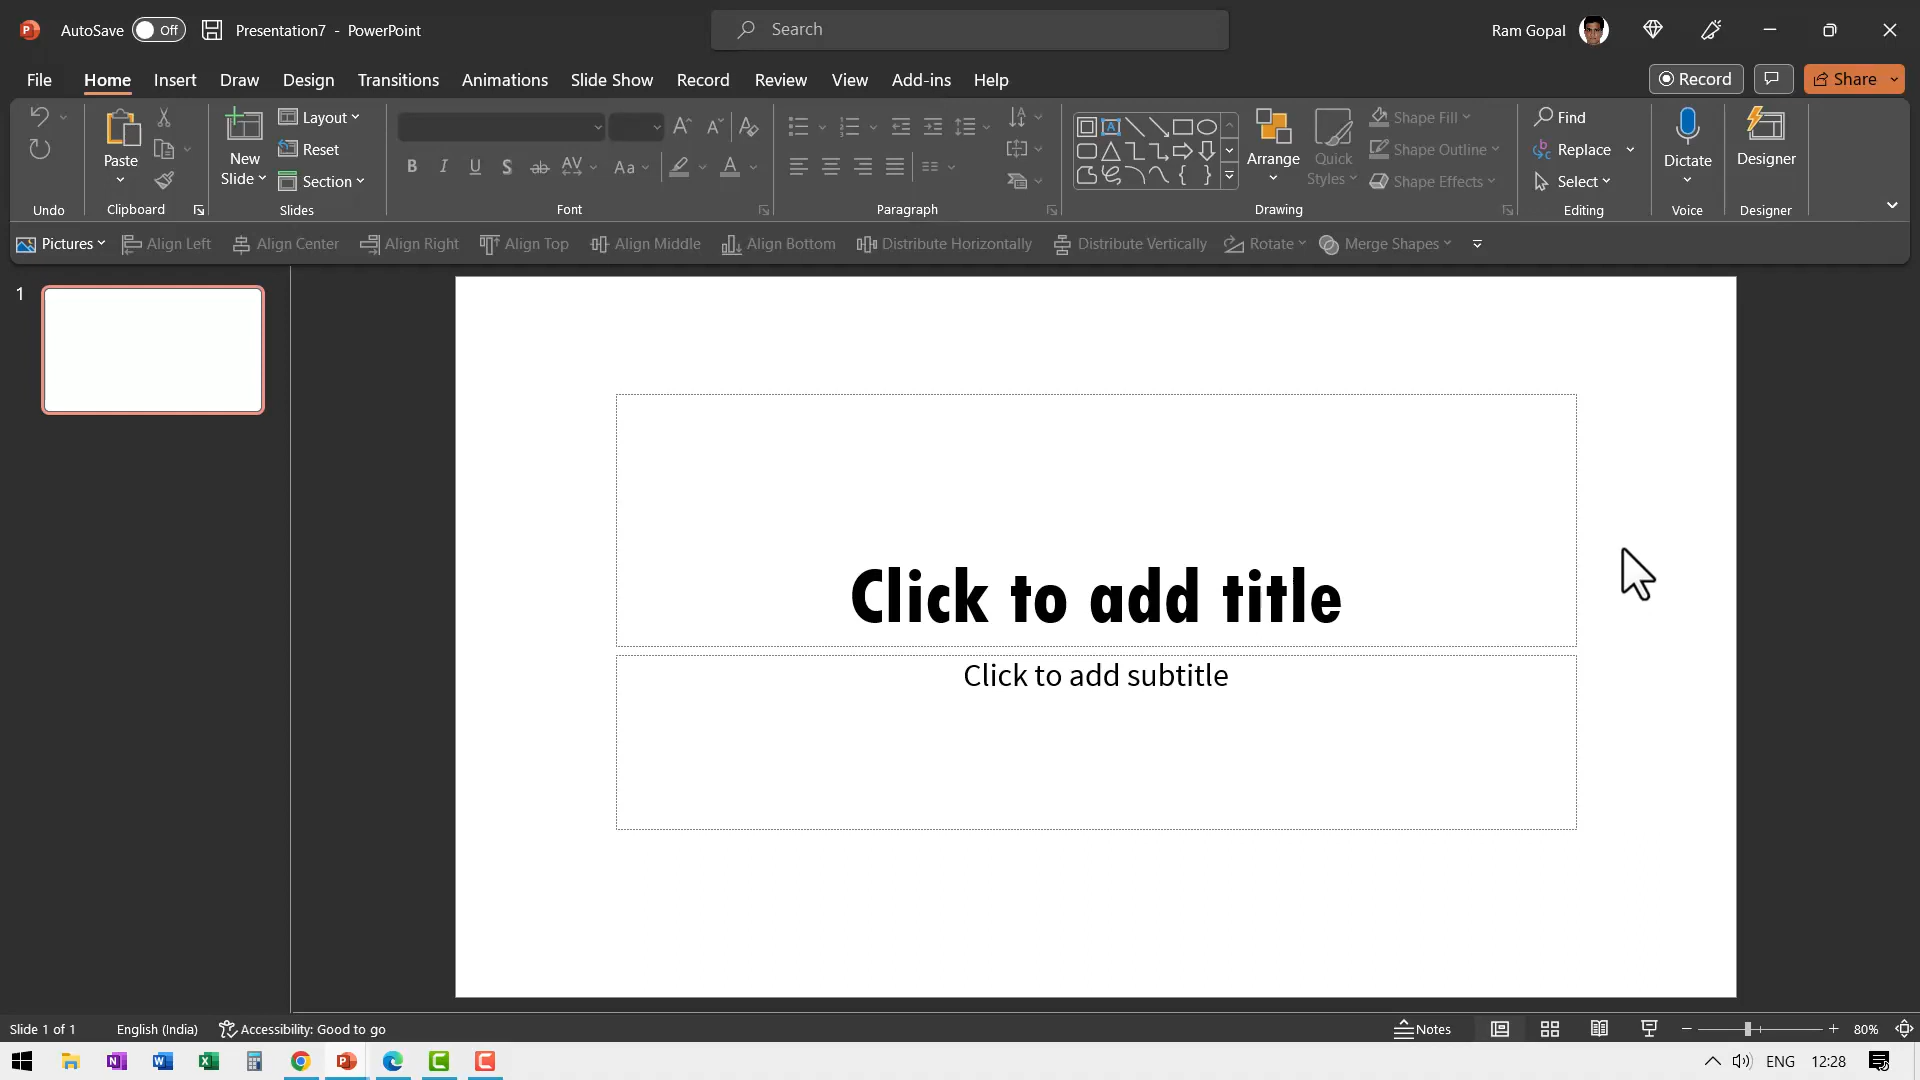 AutoSave Off Presentation7 - PowerPoint Search Ram Gopal
File Home Insert Draw Design Transitions Animations Slide Show Record Review View Add-ins Help Record Share
Paste
New Slide
Layout
Reset
Section
B I U S ab AV Aa A
Arrange
Quick Styles
Shape Fill
Shape Outline
Shape Effects
Find
Replace
Select
Dictate
Designer
Undo Clipboard Slides Font Paragraph Drawing Editing Voice Designer
Pictures Align Left Align Center Align Right Align Top Align Middle Align Bottom Distribute Horizontally Distribute Vertically Rotate Merge Shapes
1
Click to add title
Click to add subtitle
Slide 1 of 1 English (India) Accessibility: Good to go Notes 80%
ENG 12:28